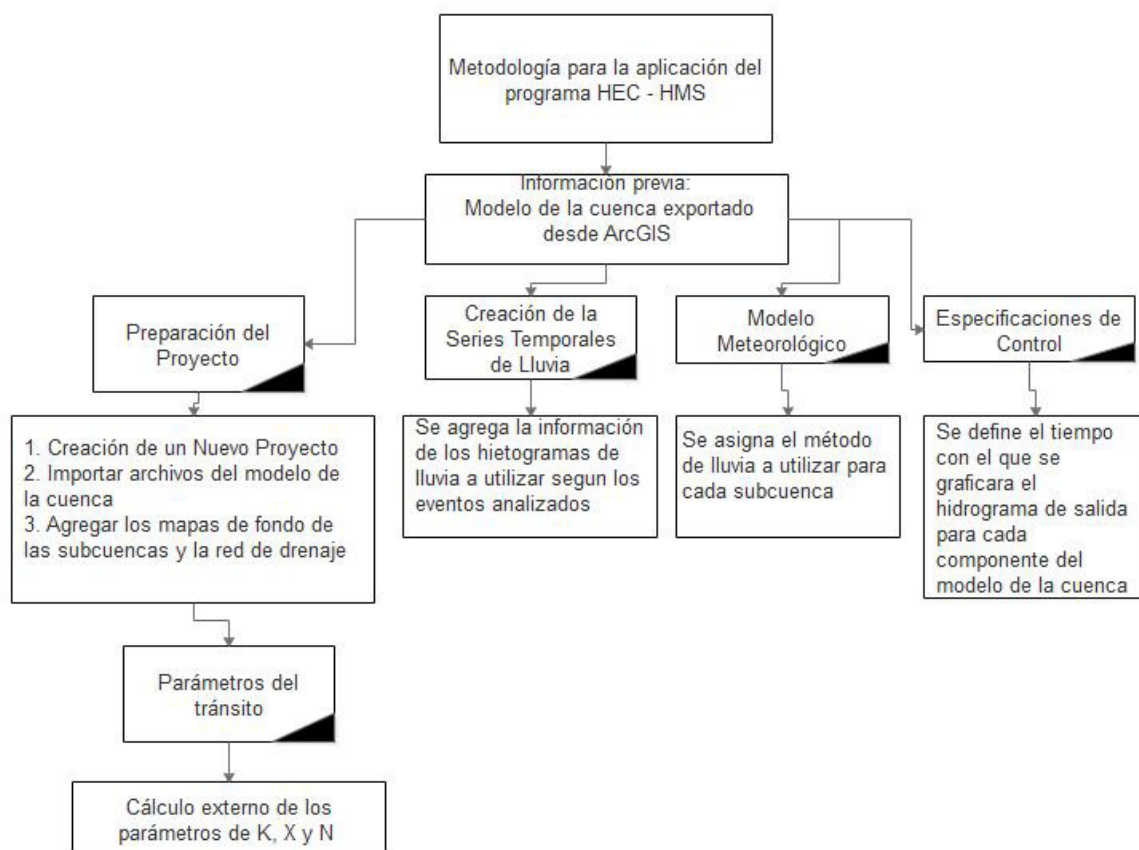 Metodología para la aplicación del
programa HEC - HMS
Información previa:
Modelo de la cuenca exportado
desde ArcGIS
Preparación del
Proyecto
Creación de la
Series Temporales
de Lluvia
Modelo
Meteorológico
Especificaciones de
Control
1. Creación de un Nuevo Proyecto
2. Importar archivos del modelo de
la cuenca
3. Agregar los mapas de fondo de
las subcuencas y la red de drenaje
Se agrega la información
de los hietogramas de
lluvia a utilizar segun los
eventos analizados
Se asigna el método
de lluvia a utilizar para
cada subcuenca
Se define el tiempo
con el que se
graficara el
hidrograma de salida
para cada
componente del
modelo de la cuenca
Parámetros del
tránsito
Cálculo externo de los
parámetros de K, X y N